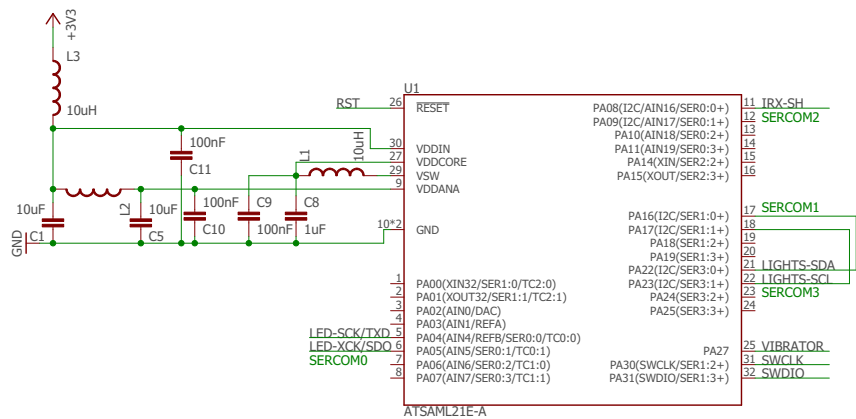 +3V3
L3
10uH
100nF
C11
L1
10uH
10uF
C1
L2
10uF
C5
100nF
C10
C9
100nF
C8
1uF
GND
U1
RST 26 RESET
30 VDDIN
27 VDDCORE
29 VSW
9 VDDANA
10*2 GND
1 PA00(XIN32/SER1:0/TC2:0)
2 PA01(XOUT32/SER1:1/TC2:1)
3 PA02(AIN0/DAC)
4 PA03(AIN1/REFA)
LED-SCK/TXD 5 PA04(AIN4/REFB/SER0:0/TC0:0)
LED-XCK/SDO 6 PA05(AIN5/SER0:1/TC0:1)
SERCOM0
7 PA06(AIN6/SER0:2/TC1:0)
8 PA07(AIN7/SER0:3/TC1:1)
PA08(I2C/AIN16/SER0:0+) 11 IRX-SH
PA09(I2C/AIN17/SER0:1+) 12 SERCOM2
PA10(AIN18/SER0:2+) 13
PA11(AIN19/SER0:3+) 14
PA14(XIN/SER2:2+) 15
PA15(XOUT/SER2:3+) 16
PA16(I2C/SER1:0+) 17 SERCOM1
PA17(I2C/SER1:1+) 18
PA18(SER1:2+) 19
PA19(SER1:3+) 20
PA22(I2C/SER3:0+) 21 LIGHTS-SDA
PA23(I2C/SER3:1+) 22 LIGHTS-SCL
PA24(SER3:2+) 23 SERCOM3
PA25(SER3:3+) 24
PA27 25 VIBRATOR
PA30(SWCLK/SER1:2+) 31 SWCLK
PA31(SWDIO/SER1:3+) 32 SWDIO
ATSAML21E-A